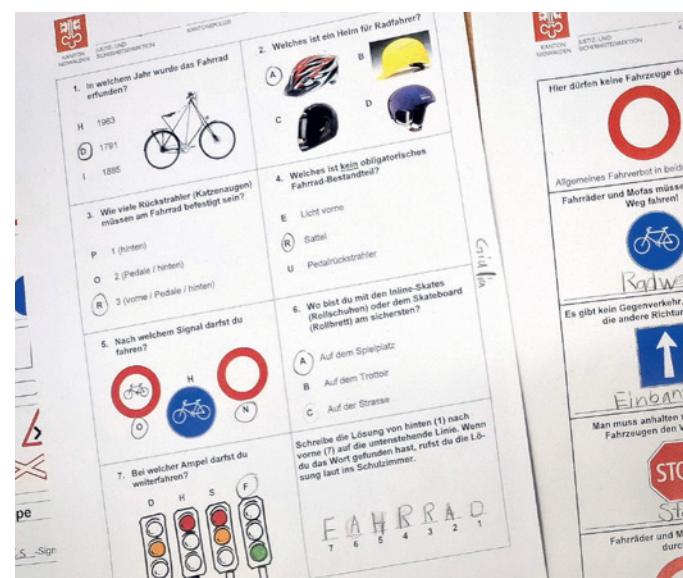 KANTON
NIDWALDEN
JUSTIZ- UND
SICHERHEITSDIREKTION
KANTONSPOLIZEI
1. In welchem Jahr wurde das Fahrrad
erfunden?
H 1963
D 1791
I 1885
2. Welches ist ein Helm für Radfahrer?
A
B
C
D
3. Wie viele Rückstrahler (Katzenaugen)
müssen am Fahrrad befestigt sein?
P 1 (hinten)
O 2 (Pedale / hinten)
R 3 (vorne / Pedale / hinten)
4. Welches ist kein obligatorisches
Fahrrad-Bestandteil?
E Licht vorne
R Sattel
U Pedalrückstrahler
5. Nach welchem Signal darfst du
fahren?
H
O
N
6. Wo bist du mit den Inline-Skates
(Rollschuhen) oder dem Skateboard
(Rollbrett) am sichersten?
A Auf dem Spielplatz
B Auf dem Trottoir
C Auf der Strasse
7. Bei welcher Ampel darfst du
weiterfahren?
D H S F
Schreibe die Lösung von hinten (1) nach
vorne (7) auf die untenstehende Linie. Wenn
du das Wort gefunden hast, rufst du die Lö-
sung laut ins Schulzimmer.
F A H R R A D
7 6 5 4 3 2 1
Giulia
KANTON
NIDWALDEN
JUSTIZ- UND
SICHERHEITSDIREKTION
Hier dürfen keine Fahrzeuge du
Allgemeines Fahrverbot in beid
Fahrräder und Mofas müsse
Weg fahren!
Radwe
Es gibt kein Gegenverkehr,
die andere Richtun
Einban
Man muss anhalten
Fahrzeugen den V
STO
Sto
Fahrräder und M
durc
pe
s -Sign